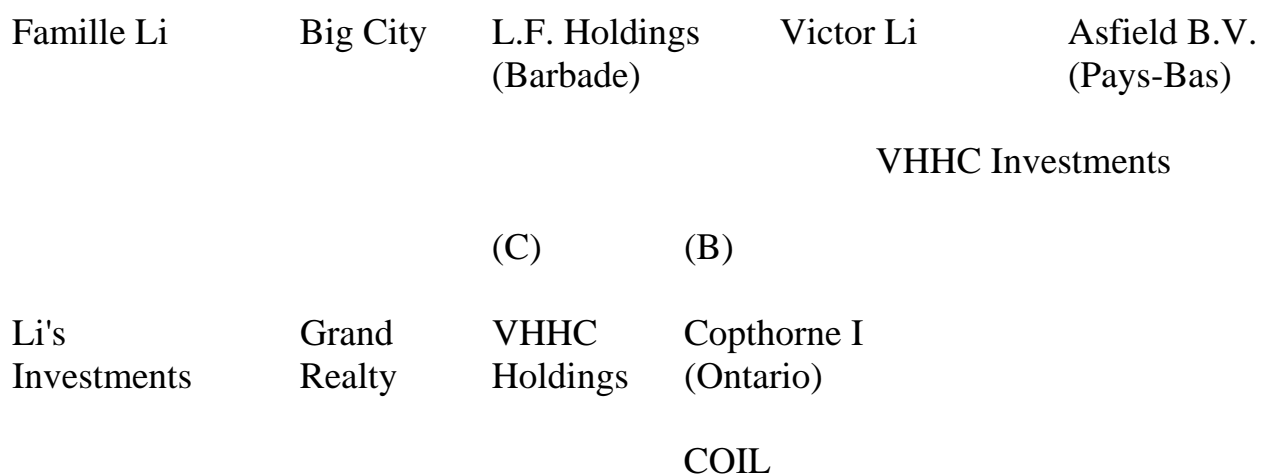 Famille Li Big City L.F. Holdings Victor Li Asfield B.V.
(Barbade) (Pays-Bas)
VHHC Investments
(C) (B)
Li's Grand VHHC Copthorne I
Investments Realty Holdings (Ontario)
COIL